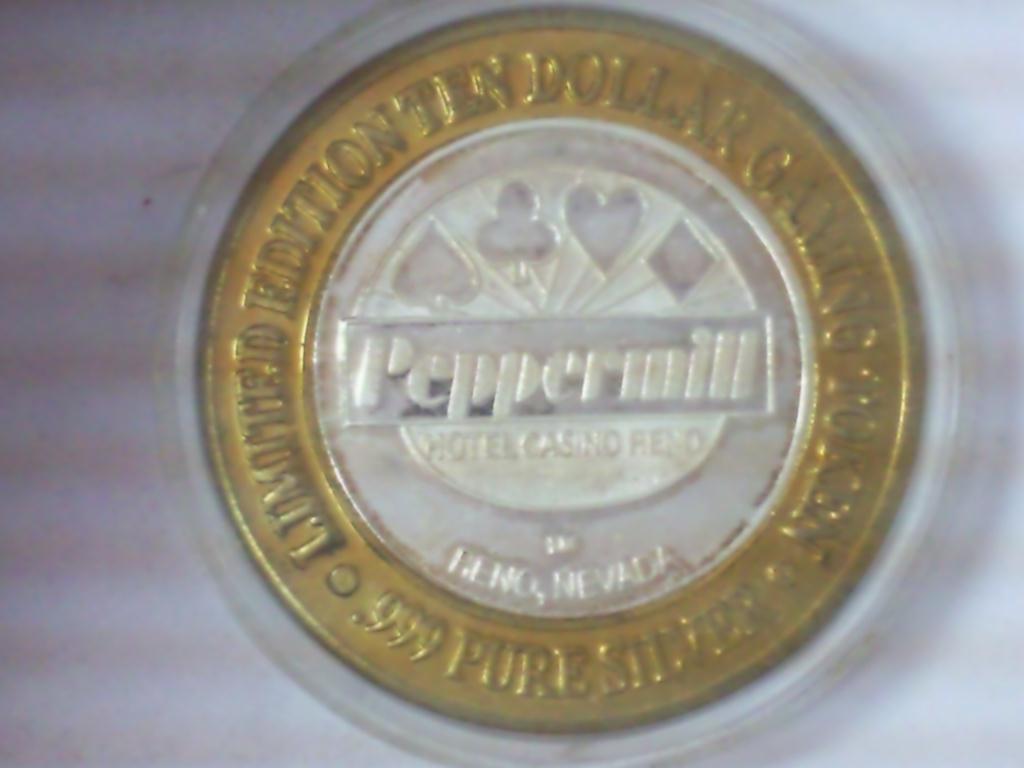 LIMITED EDITION TEN DOLLAR GAMING TOKEN
Peppermill
HOTEL CASINO RENO
RENO, NEVADA
.999 PURE SILVER